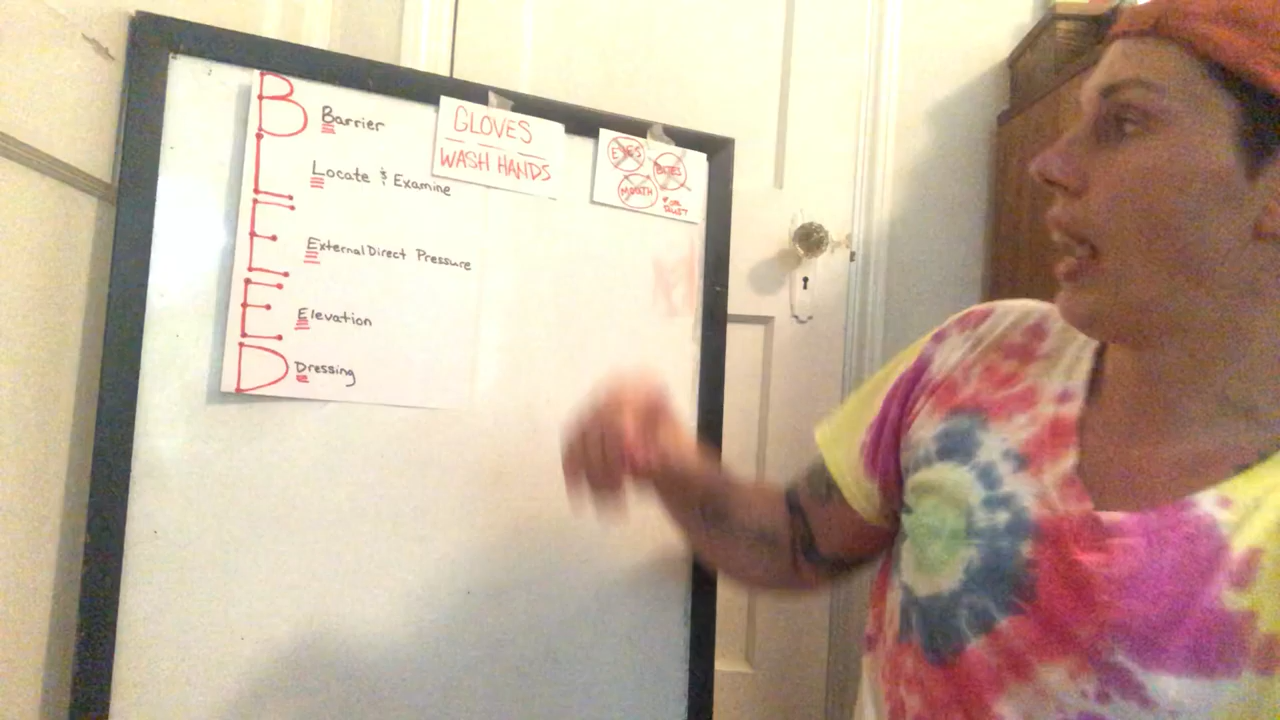 B Barrier
L Locate & Examine
E External Direct Pressure
E Elevation
D Dressing
GLOVES
WASH HANDS
EYES
BITES
MOUTH